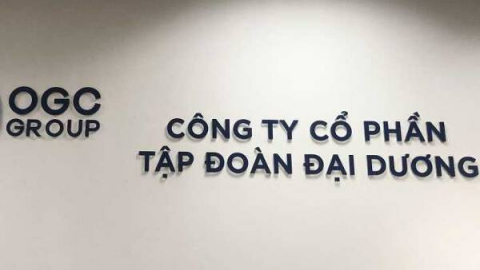 OGC
GROUP
CÔNG TY CỔ PHẦN
TẬP ĐOÀN ĐẠI DƯƠNG